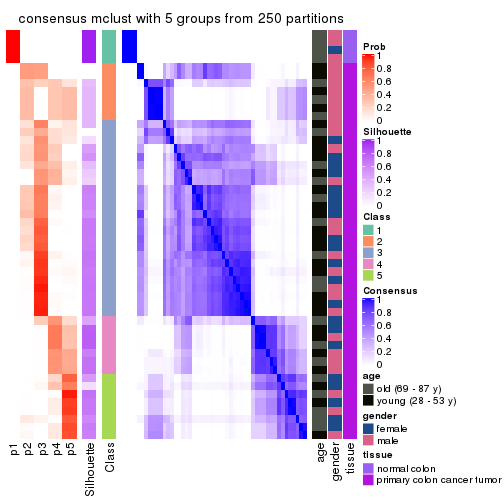 consensus mclust with 5 groups from 250 partitions
p1
p2
p3
p4
p5
Silhouette
Class
age
gender
tissue
Prob
1
0.8
0.6
0.4
0.2
0
Silhouette
1
0.8
0.6
0.4
0.2
0
Class
1
2
3
4
5
Consensus
1
0.8
0.6
0.4
0.2
0
age
old (69 - 87 y)
young (28 - 53 y)
gender
female
male
tissue
normal colon
primary colon cancer tumor